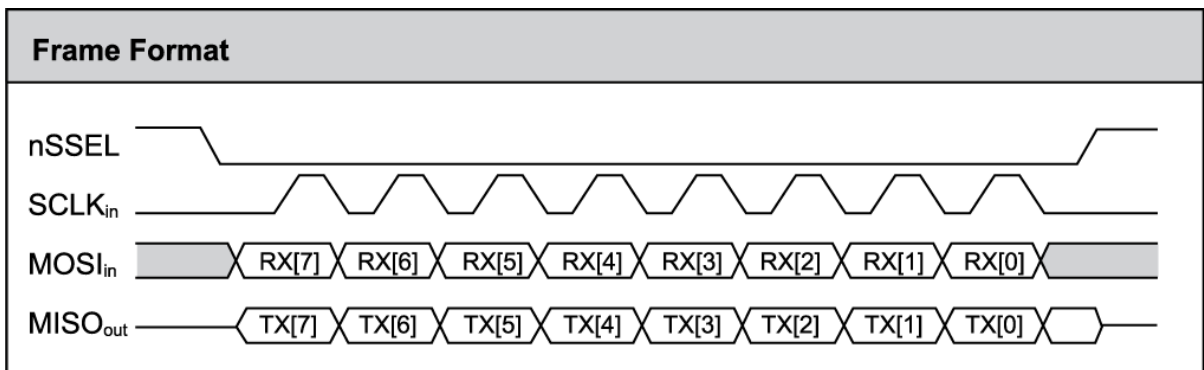 Frame Format
nSSEL
SCLKin
MOSIin RX[7] RX[6] RX[5] RX[4] RX[3] RX[2] RX[1] RX[0]
MISOout TX[7] TX[6] TX[5] TX[4] TX[3] TX[2] TX[1] TX[0]